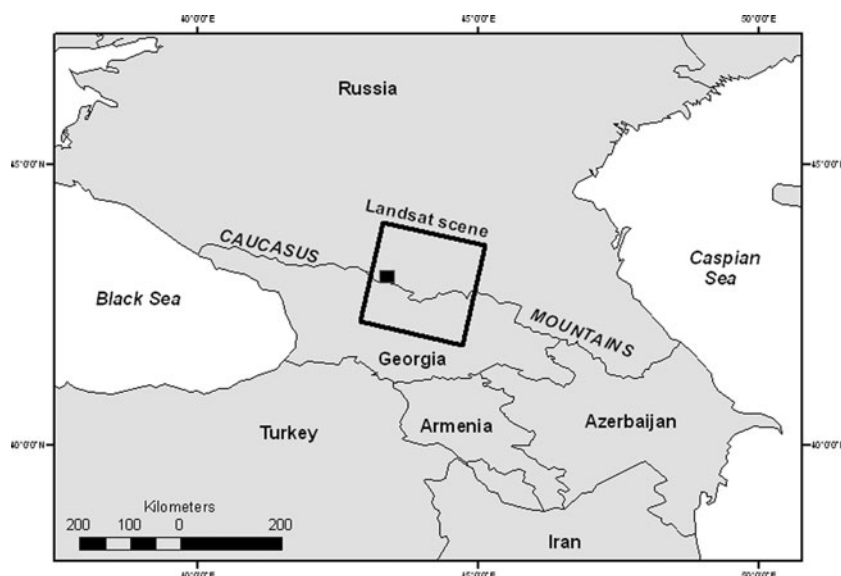 40°0'0"E 45°0'0"E 50°0'0"E
Russia
45°0'0"N 45°0'0"N
Landsat scene
CAUCASUS
Caspian
Sea
Black Sea
MOUNTAINS
Georgia
Armenia
Azerbaijan
Turkey
40°0'0"N 40°0'0"N
Kilometers
200 100 0 200
Iran
40°0'0"E 45°0'0"E 50°0'0"E